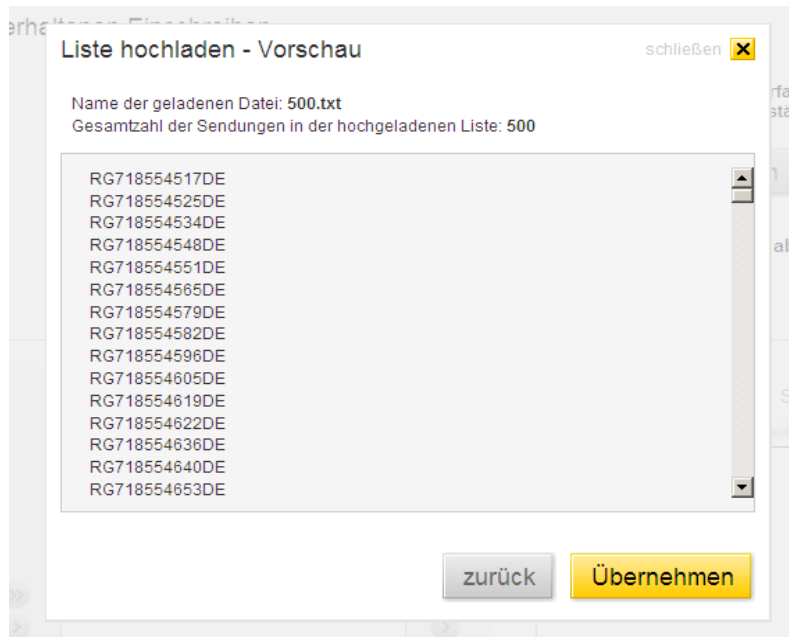 Liste hochladen - Vorschau
schließen
Name der geladenen Datei: 500.txt
Gesamtzahl der Sendungen in der hochgeladenen Liste: 500
RG718554517DE
RG718554525DE
RG718554534DE
RG718554548DE
RG718554551DE
RG718554565DE
RG718554579DE
RG718554582DE
RG718554596DE
RG718554605DE
RG718554619DE
RG718554622DE
RG718554636DE
RG718554640DE
RG718554653DE
zurück
Übernehmen